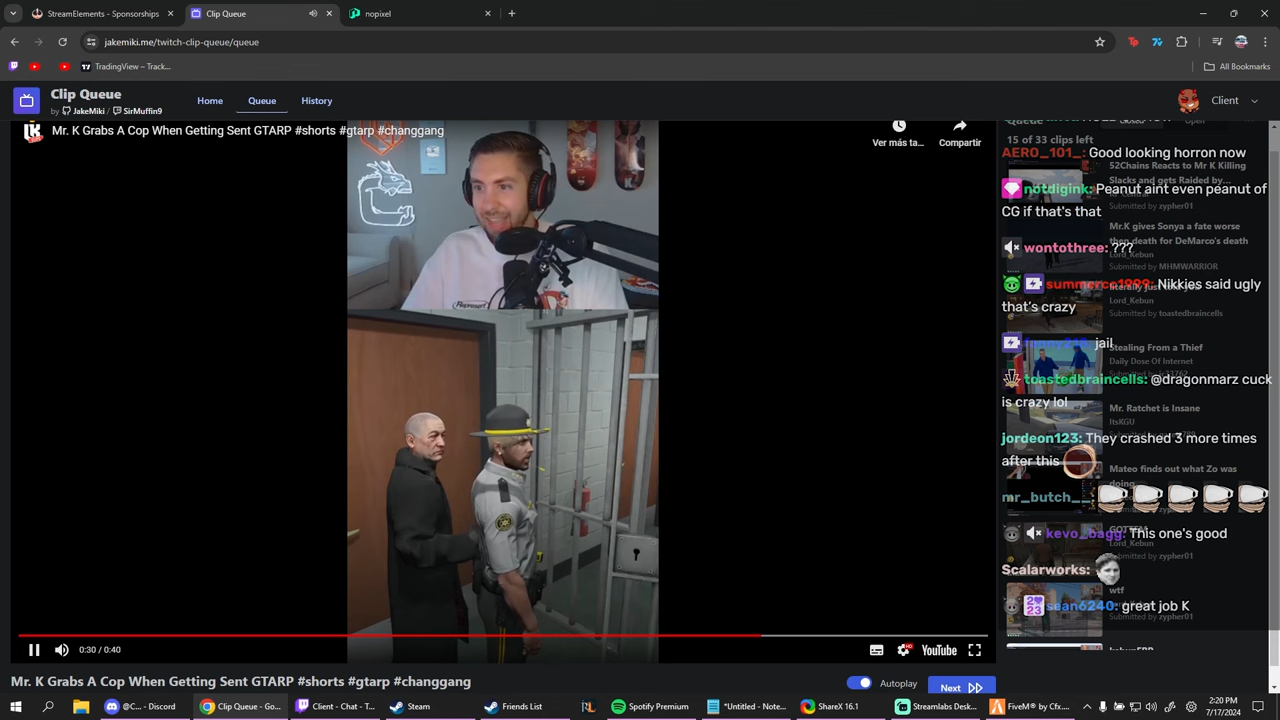 StreamElements - Sponsorships
Clip Queue
nopixel
jakemiki.me/twitch-clip-queue/queue
TradingView – Track...
All Bookmarks
Clip Queue
by JakeMiki / SirMuffin9
Home
Queue
History
Client
Mr. K Grabs A Cop When Getting Sent GTARP #shorts #gtarp #changgang
Ver más ta...
Compartir
15 of 33 clips left
AERO_101_: Good looking horron now
52Chains Reacts to Mr K Killing
Slacks and gets Raided by...
notdigink: Peanut aint even peanut of
CG if that's that
Submitted by zypher01
Mr.K gives Sonya a fate worse
then death for DeMarco's death
wontothree: ???
Lord_Kebun
Submitted by MHMWARRIOR
summerco1999: Nikkos said ugly
that's crazy
Lord_Kebun
Submitted by toastedbraincells
jail
Stealing From a Thief
Daily Dose Of Internet
toastedbraincells: @dragonmarz cuck
is crazy lol
Mr. Ratchet is Insane
ItsKGU
jordeon123: They crashed 3 more times
after this
Mateo finds out what Zo was
doing
mr_butch__
kevo_bagg: This one's good
Lord_Kebun
Submitted by zypher01
Scalarworks:
wtf
sean6240: great job K
Submitted by zypher01
0:30 / 0:40
YouTube
Mr. K Grabs A Cop When Getting Sent GTARP #shorts #gtarp #changgang
Autoplay
Next
@C... - Discord
Clip Queue - Go...
Client - Chat - T...
Steam
Friends List
Spotify Premium
*Untitled - Note...
ShareX 16.1
Streamlabs Desk...
FiveM® by Cfx....
2:20 PM
7/17/2024